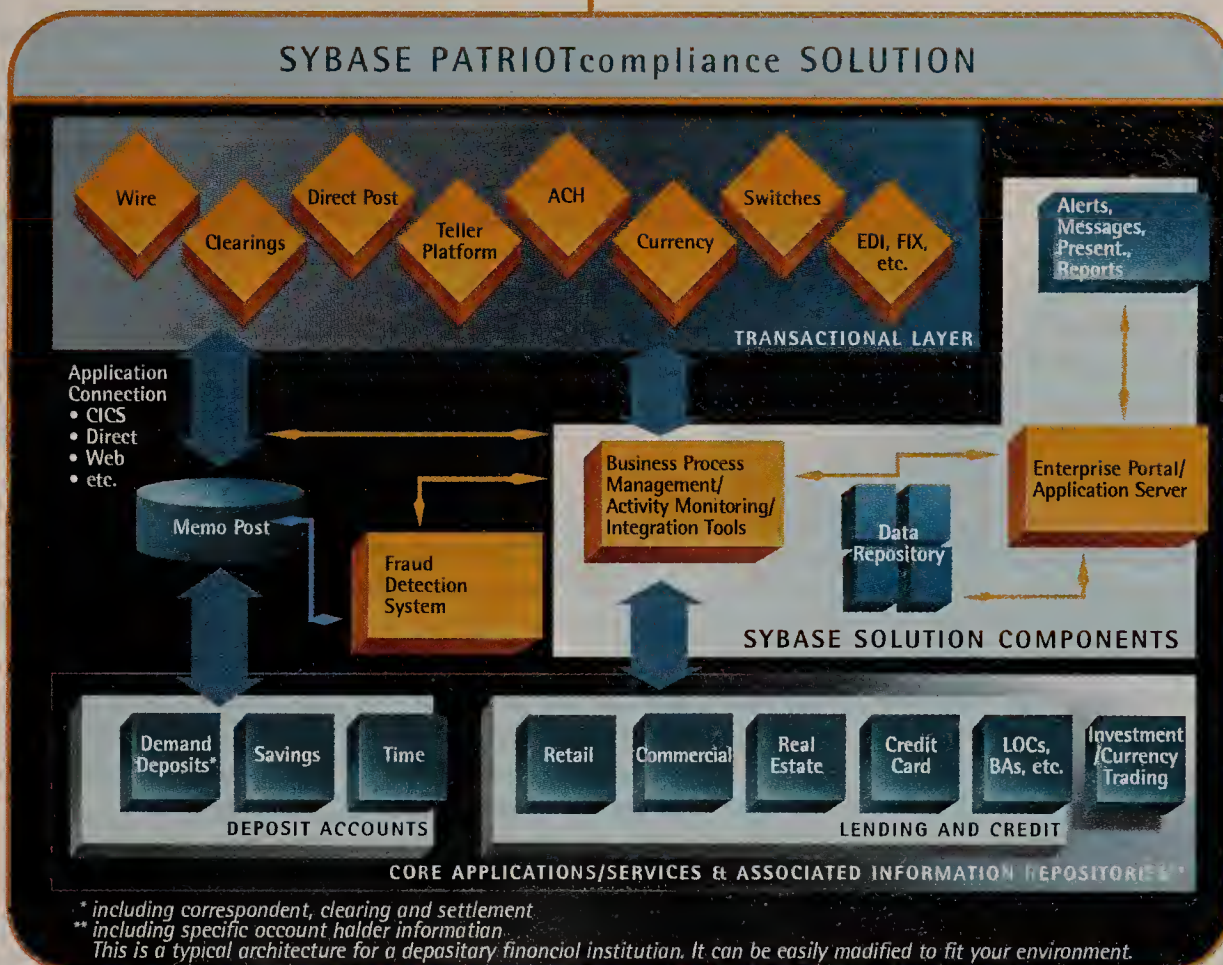 SYBASE PATRIOTcompliance SOLUTION
Wire
Clearings
Direct Post
Teller
Platform
ACH
Currency
Switches
EDI, FIX,
etc.
TRANSACTIONAL LAYER
Alerts,
Messages,
Present.,
Reports
Application
Connection
• CICS
• Direct
• Web
• etc.
Memo Post
Fraud
Detection
System
Business Process
Management/
Activity Monitoring/
Integration Tools
Data
Repository
Enterprise Portal/
Application Server
SYBASE SOLUTION COMPONENTS
Demand
Deposits*
Savings
Time
DEPOSIT ACCOUNTS
Retail
Commercial
Real
Estate
Credit
Card
LOCs,
BAs, etc.
Investment
/Currency
Trading
LENDING AND CREDIT
CORE APPLICATIONS/SERVICES & ASSOCIATED INFORMATION REPOSITORIES**
* including correspondent, clearing and settlement
** including specific account halder information
This is a typical architecture for a depasitary finonciol institution. It can be easily madified to fit your environment.